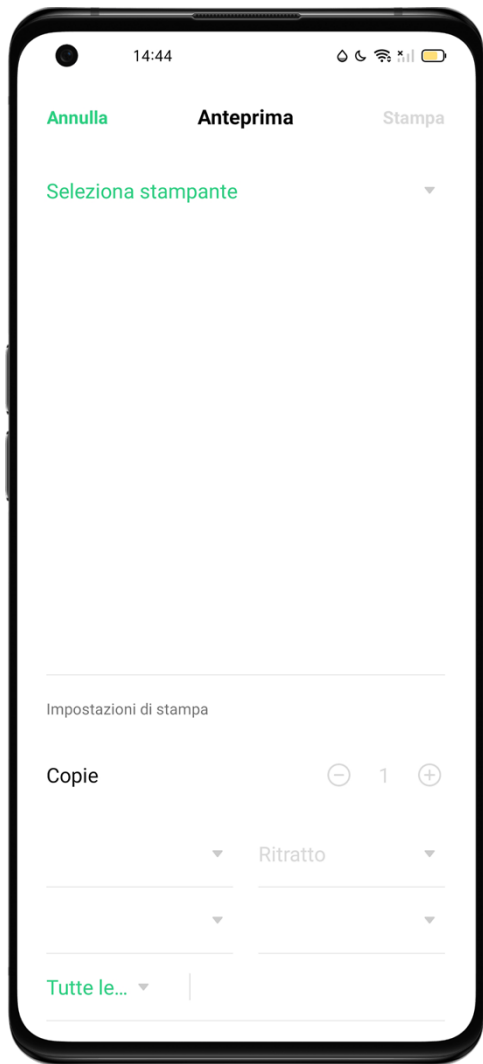 14:44
Annulla Anteprima Stampa
Seleziona stampante
Impostazioni di stampa
Copie 1
Ritratto
Tutte le...